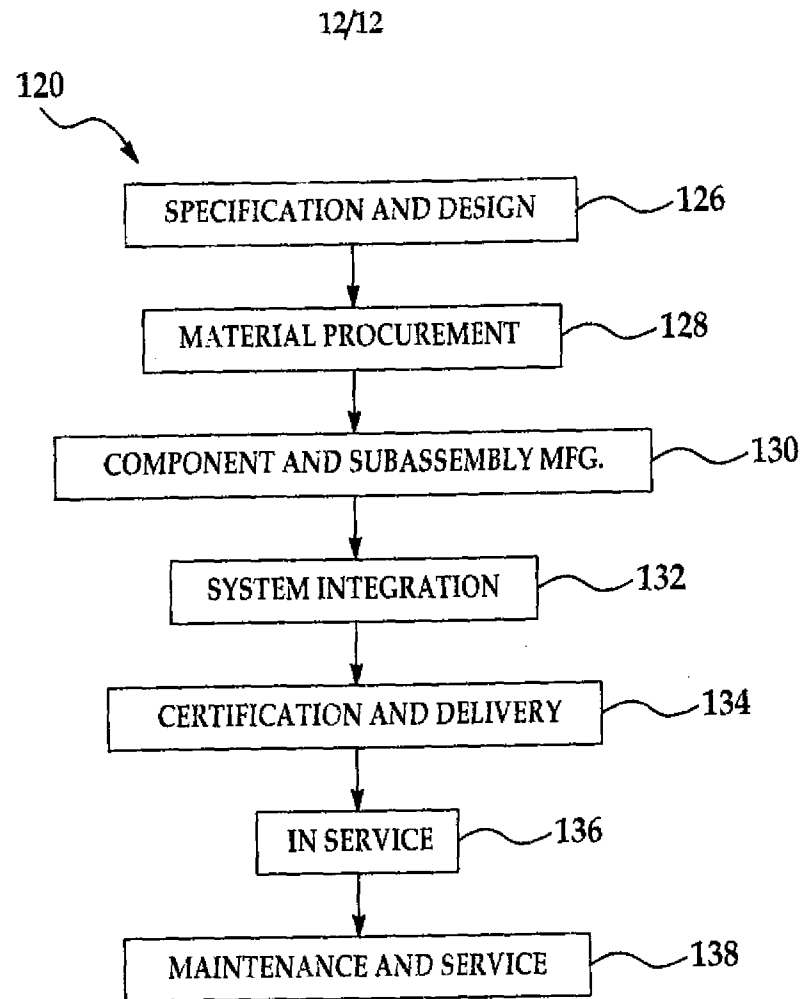 12/12
120
SPECIFICATION AND DESIGN 126
MATERIAL PROCUREMENT 128
COMPONENT AND SUBASSEMBLY MFG. 130
SYSTEM INTEGRATION 132
CERTIFICATION AND DELIVERY 134
IN SERVICE 136
MAINTENANCE AND SERVICE 138